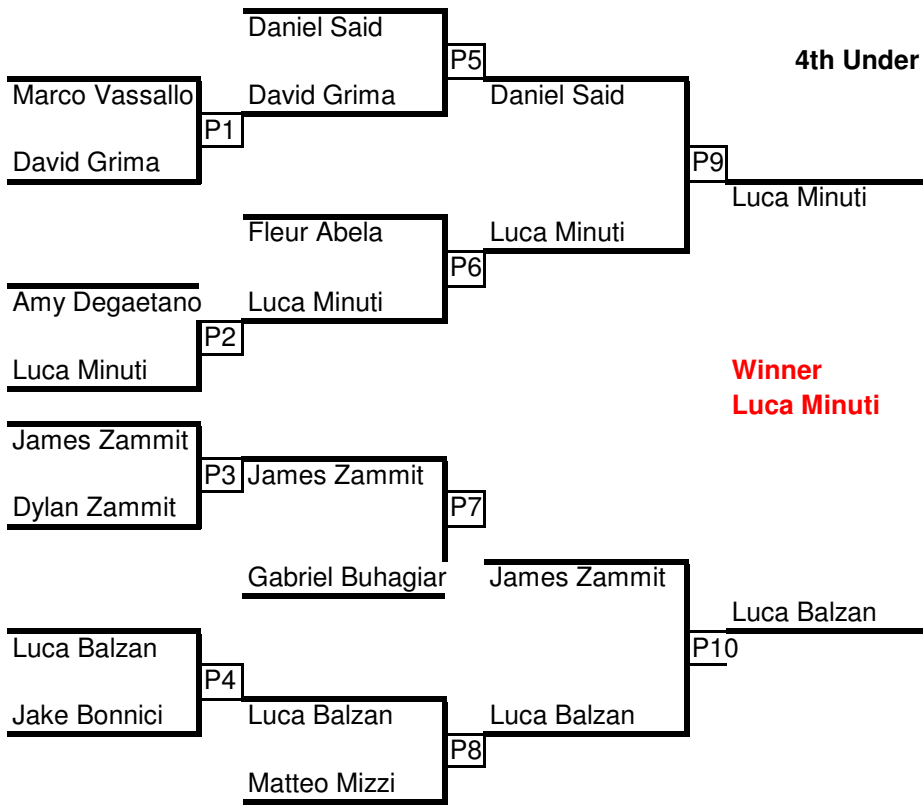 Daniel Said
P5
4th Under
Marco Vassallo
David Grima
Daniel Said
P1
David Grima
P9
Luca Minuti
Fleur Abela
Luca Minuti
P6
Amy Degaetano
Luca Minuti
P2
Luca Minuti
Winner
Luca Minuti
James Zammit
P3
James Zammit
Dylan Zammit
P7
Gabriel Buhagiar
James Zammit
Luca Balzan
Luca Balzan
P10
P4
Jake Bonnici
Luca Balzan
Luca Balzan
P8
Matteo Mizzi